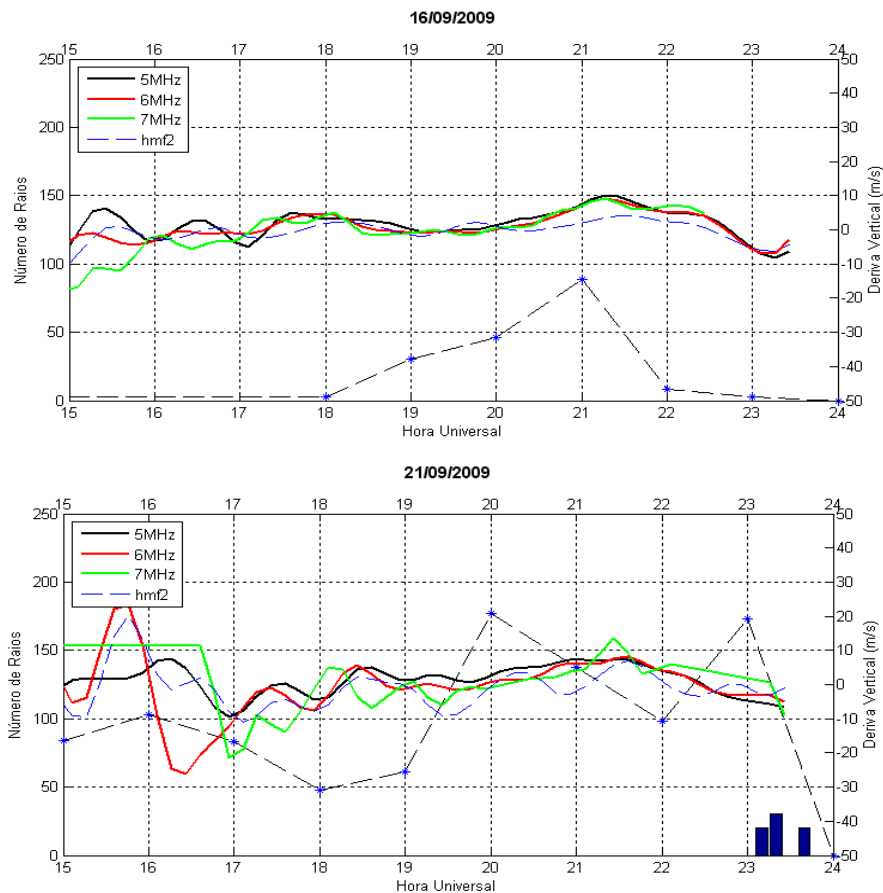 16/09/2009
15 16 17 18 19 20 21 22 23 24
250 50
5MHz 40
6MHz
200 30
7MHz
hmf2 20
150 10
0
100 -10
-20
50 -30
-40
0 -50
Número de Raios
Deriva Vertical (m/s)
15 16 17 18 19 20 21 22 23 24
Hora Universal
21/09/2009
15 16 17 18 19 20 21 22 23 24
250 50
5MHz 40
6MHz
200 30
7MHz
hmf2 20
150 10
0
100 -10
-20
50 -30
-40
0 -50
Número de Raios
Deriva Vertical (m/s)
15 16 17 18 19 20 21 22 23 24
Hora Universal